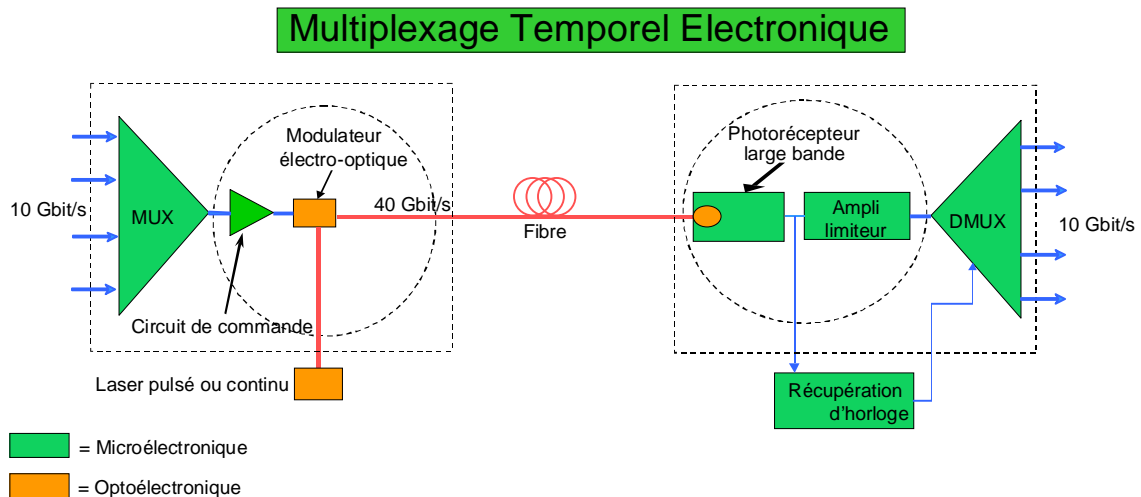 Multiplexage Temporel Electronique
Modulateur
électro-optique
10 Gbit/s
MUX
40 Gbit/s
Fibre
Circuit de commande
Laser pulsé ou continu
Photorécepteur
large bande
Ampli
limiteur
DMUX
10 Gbit/s
Récupération
d'horloge
= Microélectronique
= Optoélectronique